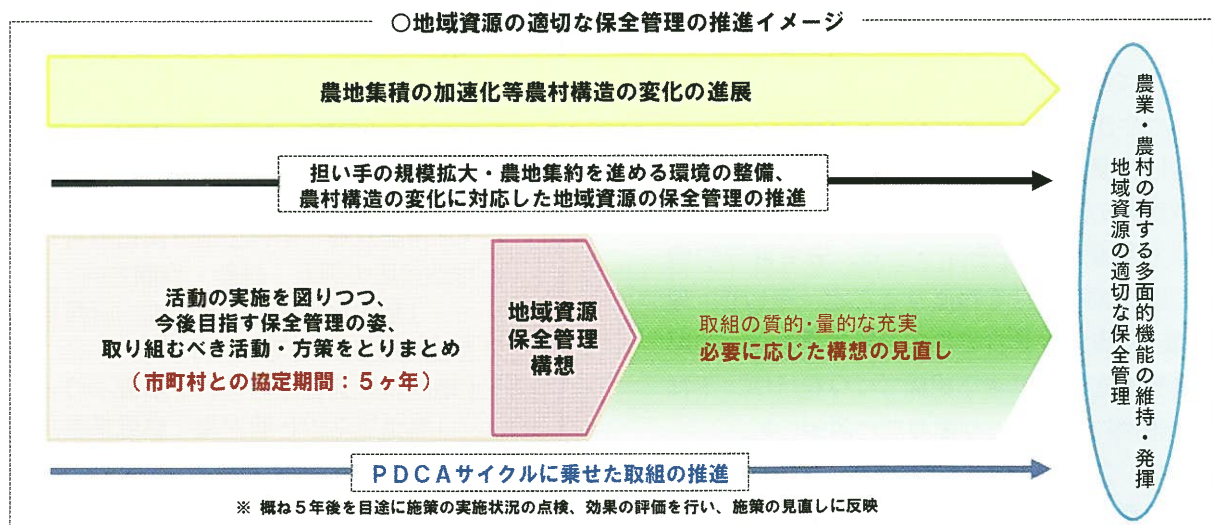 ○地域資源の適切な保全管理の推進イメージ
農地集積の加速化等農村構造の変化の進展
担い手の規模拡大・農地集約を進める環境の整備、
農村構造の変化に対応した地域資源の保全管理の推進
活動の実施を図りつつ、
今後目指す保全管理の姿、
取り組むべき活動・方策をとりまとめ
（市町村との協定期間：５ヶ年）
地域資源
保全管理
構想
取組の質的・量的な充実
必要に応じた構想の見直し
農業・農村の有する多面的機能の維持・発揮
地域資源の適切な保全管理
ＰＤＣＡサイクルに乗せた取組の推進
※ 概ね５年後を目途に施策の実施状況の点検、効果の評価を行い、施策の見直しに反映